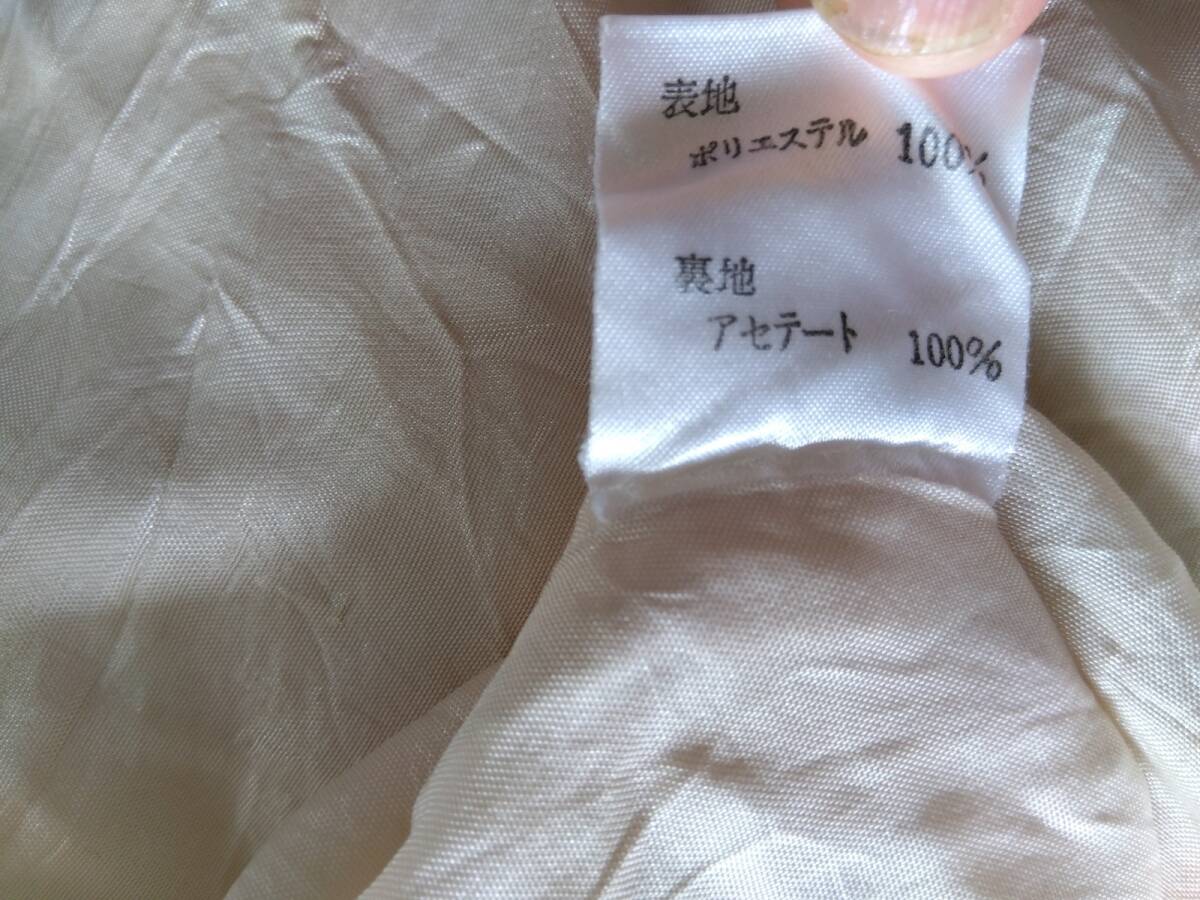 表地
ポリエステル 100%
裏地
アセテート 100%